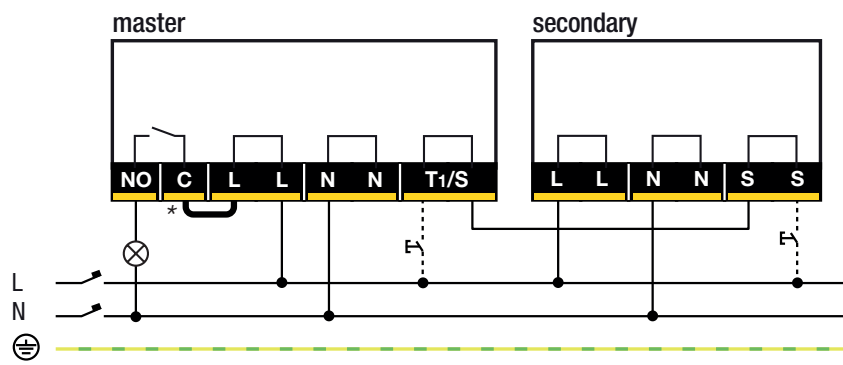 master
secondary
NO C L L N N T1/S
L L N N S S
*
L
N